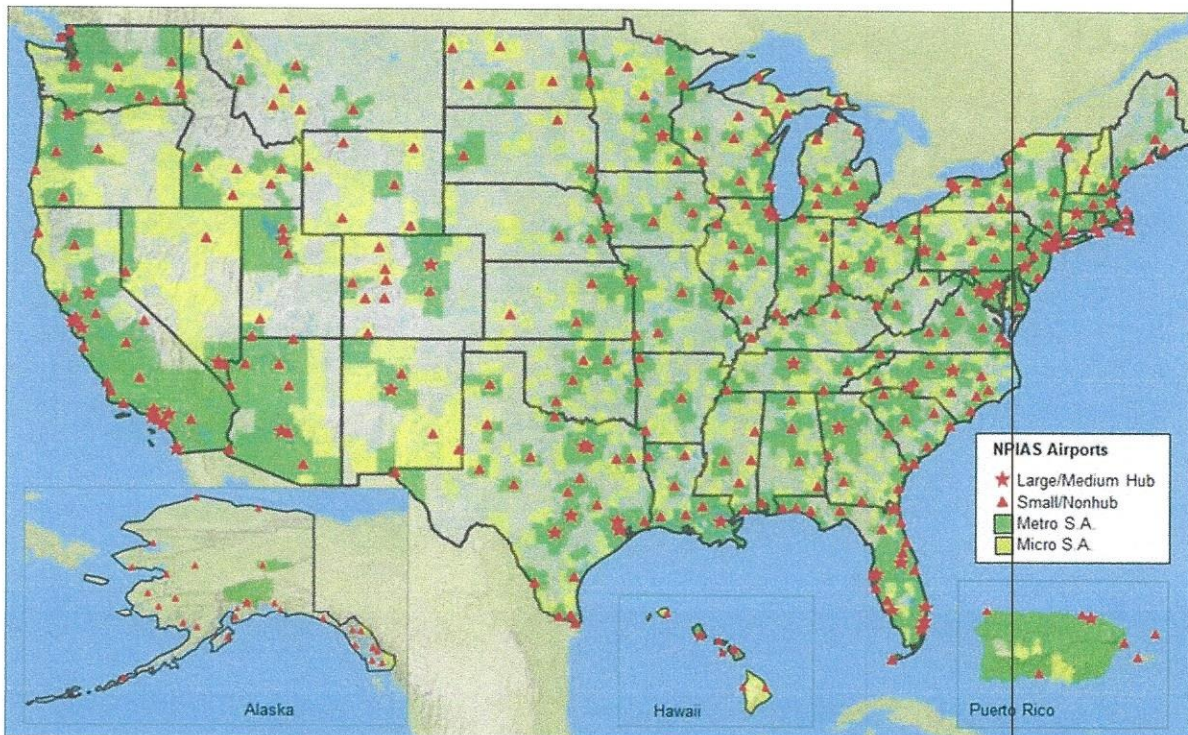 NPIAS Airports
Large/Medium Hub
Small/Nonhub
Metro S.A.
Micro S.A.
Alaska
Hawaii
Puerto Rico